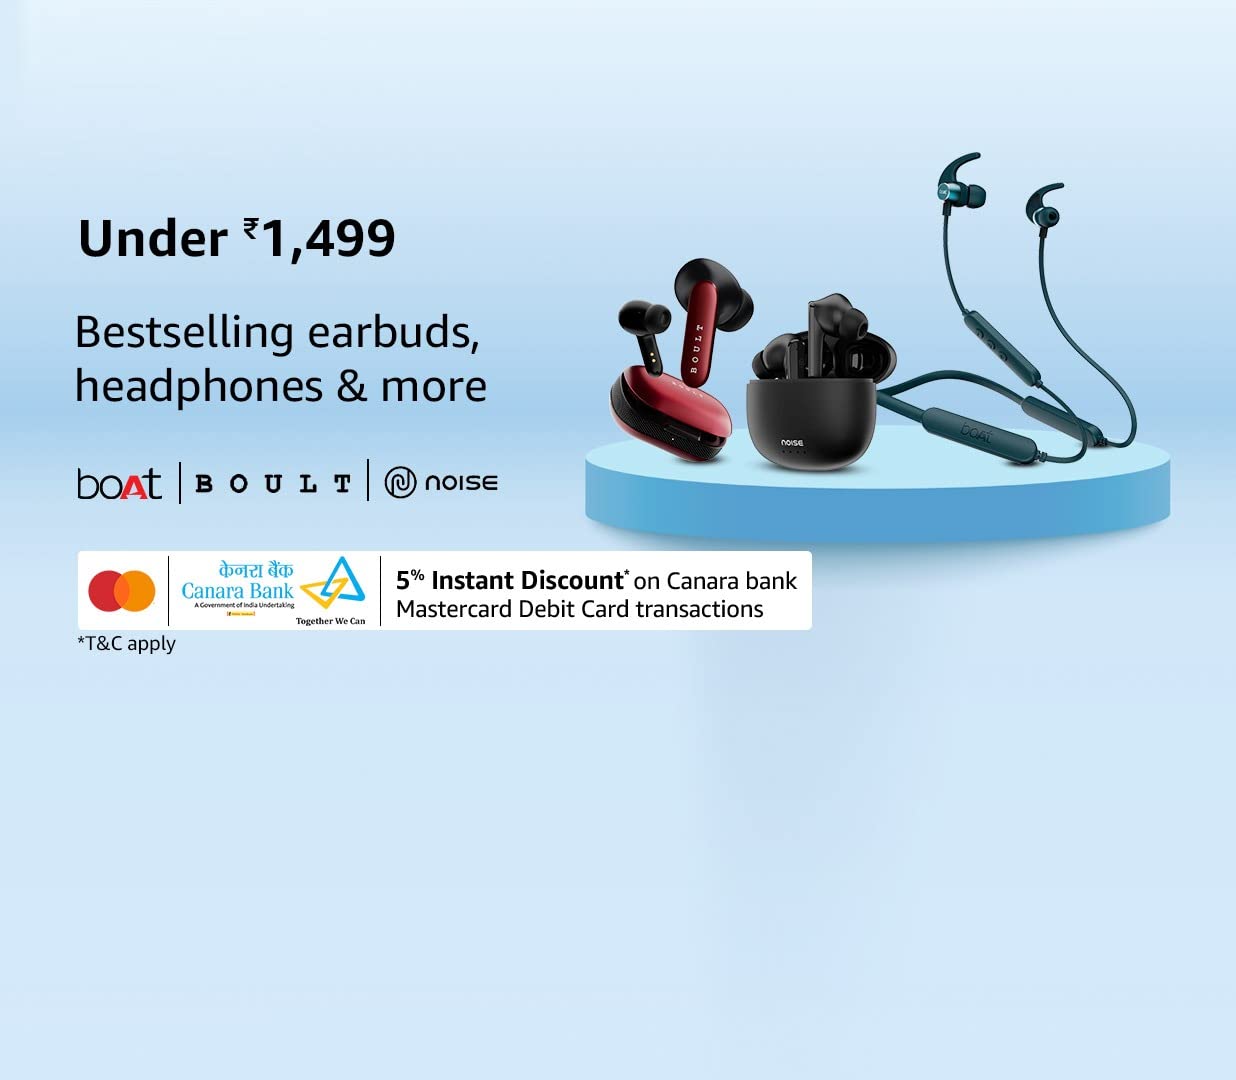 Under ₹1,499
Bestselling earbuds,
headphones & more
boAt | BOULT | NOISE
BOULT
NOISE
boAt
केनरा बैंक
Canara Bank
A Government of India Undertaking
Together We Can
5% Instant Discount* on Canara bank
Mastercard Debit Card transactions
*T&C apply